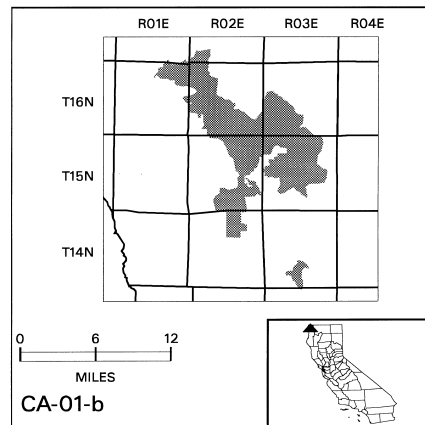 R01E R02E R03E R04E
T16N
T15N
T14N
0 6 12
MILES
CA-01-b